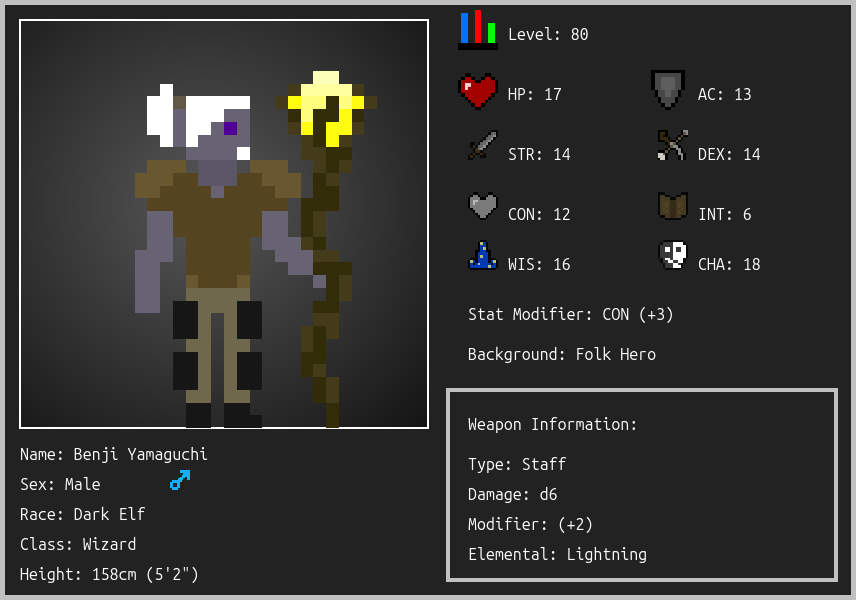 Level: 80
HP: 17
AC: 13
STR: 14
DEX: 14
CON: 12
INT: 6
WIS: 16
CHA: 18
Stat Modifier: CON (+3)
Background: Folk Hero
Weapon Information:
Type: Staff
Damage: d6
Modifier: (+2)
Elemental: Lightning
Name: Benji Yamaguchi
Sex: Male
Race: Dark Elf
Class: Wizard
Height: 158cm (5'2")